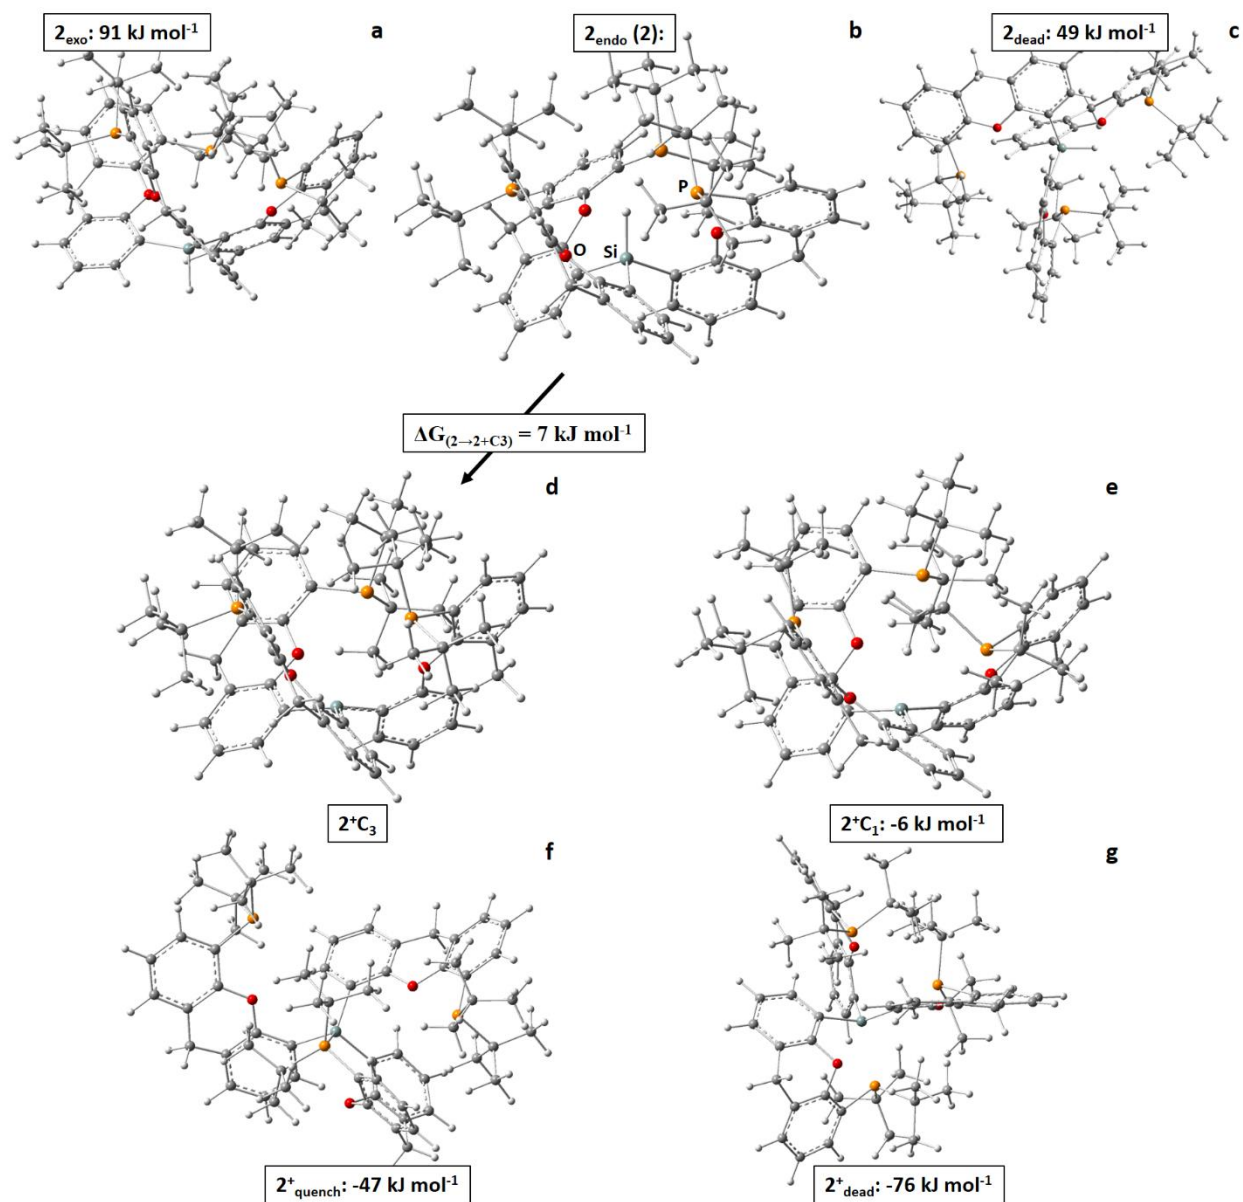 2exo: 91 kJ mol-1
a
2endo (2):
b
2dead: 49 kJ mol-1
c
P
O
Si
ΔG(2→2+C3) = 7 kJ mol-1
d
e
2+C3
2+C1: -6 kJ mol-1
f
g
2+quench: -47 kJ mol-1
2+dead: -76 kJ mol-1